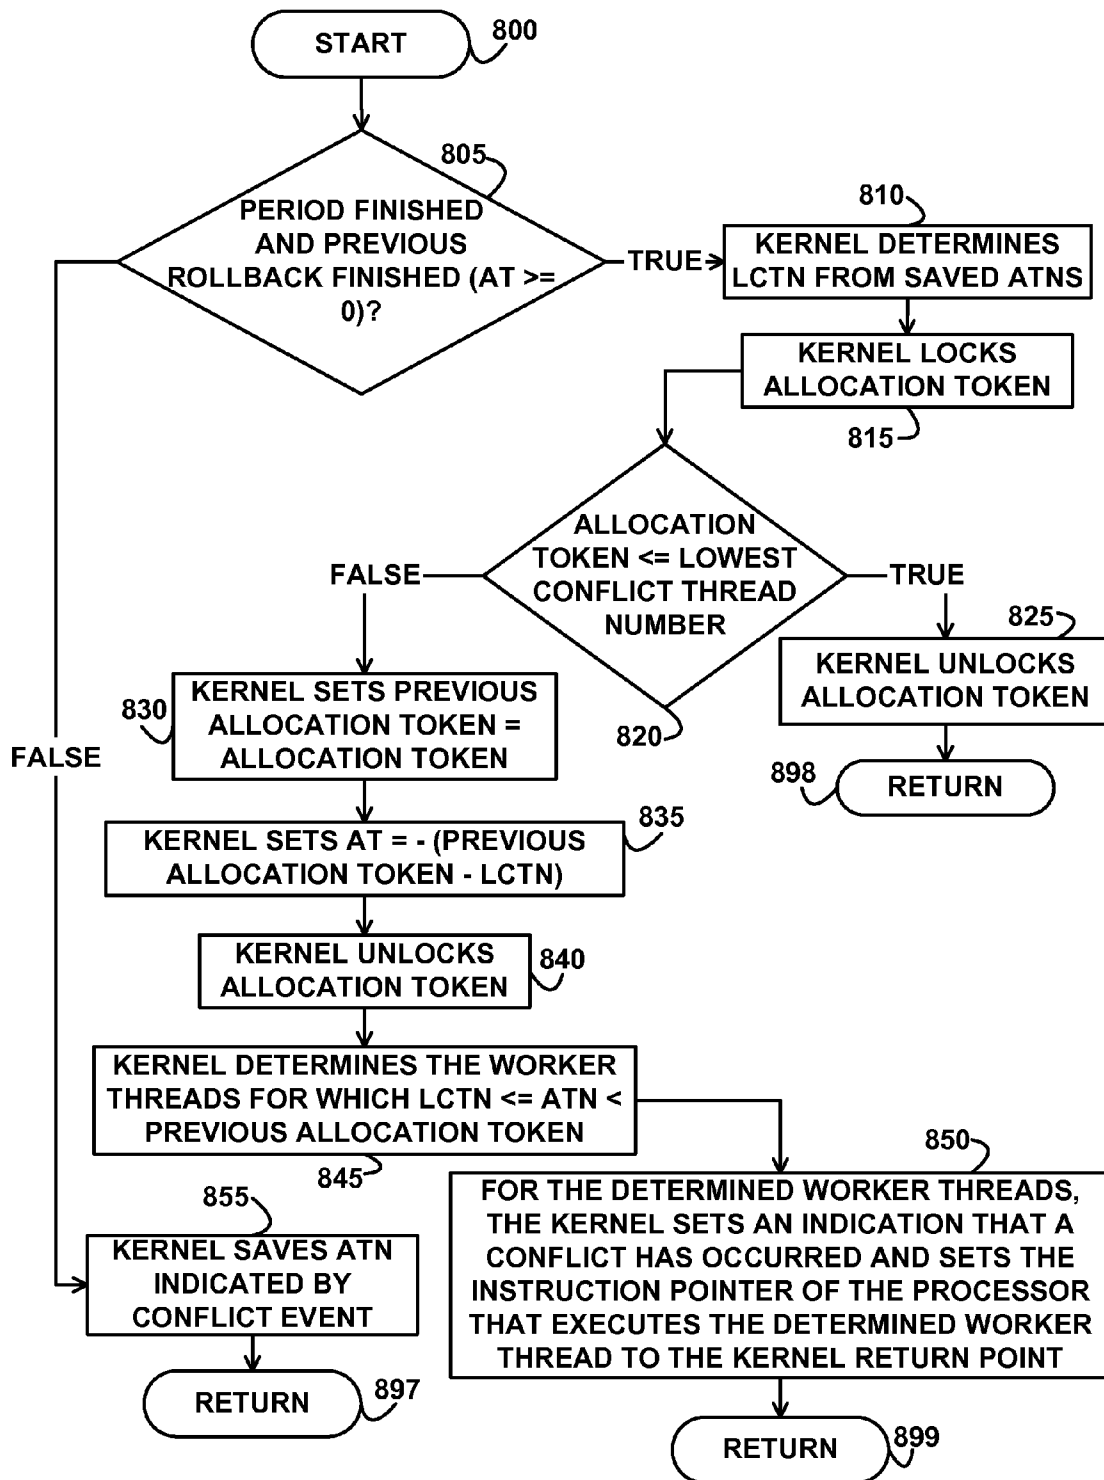 START
800
805
PERIOD FINISHED
AND PREVIOUS
ROLLBACK FINISHED (AT >=
0)?
TRUE
810
KERNEL DETERMINES
LCTN FROM SAVED ATNS
KERNEL LOCKS
ALLOCATION TOKEN
815
ALLOCATION
TOKEN <= LOWEST
CONFLICT THREAD
NUMBER
FALSE
TRUE
820
825
KERNEL UNLOCKS
ALLOCATION TOKEN
898
RETURN
830
KERNEL SETS PREVIOUS
ALLOCATION TOKEN =
ALLOCATION TOKEN
FALSE
KERNEL SETS AT = - (PREVIOUS
ALLOCATION TOKEN - LCTN)
835
KERNEL UNLOCKS
ALLOCATION TOKEN
840
KERNEL DETERMINES THE WORKER
THREADS FOR WHICH LCTN <= ATN <
PREVIOUS ALLOCATION TOKEN
845
850
FOR THE DETERMINED WORKER THREADS,
THE KERNEL SETS AN INDICATION THAT A
CONFLICT HAS OCCURRED AND SETS THE
INSTRUCTION POINTER OF THE PROCESSOR
THAT EXECUTES THE DETERMINED WORKER
THREAD TO THE KERNEL RETURN POINT
855
KERNEL SAVES ATN
INDICATED BY
CONFLICT EVENT
RETURN
897
RETURN
899